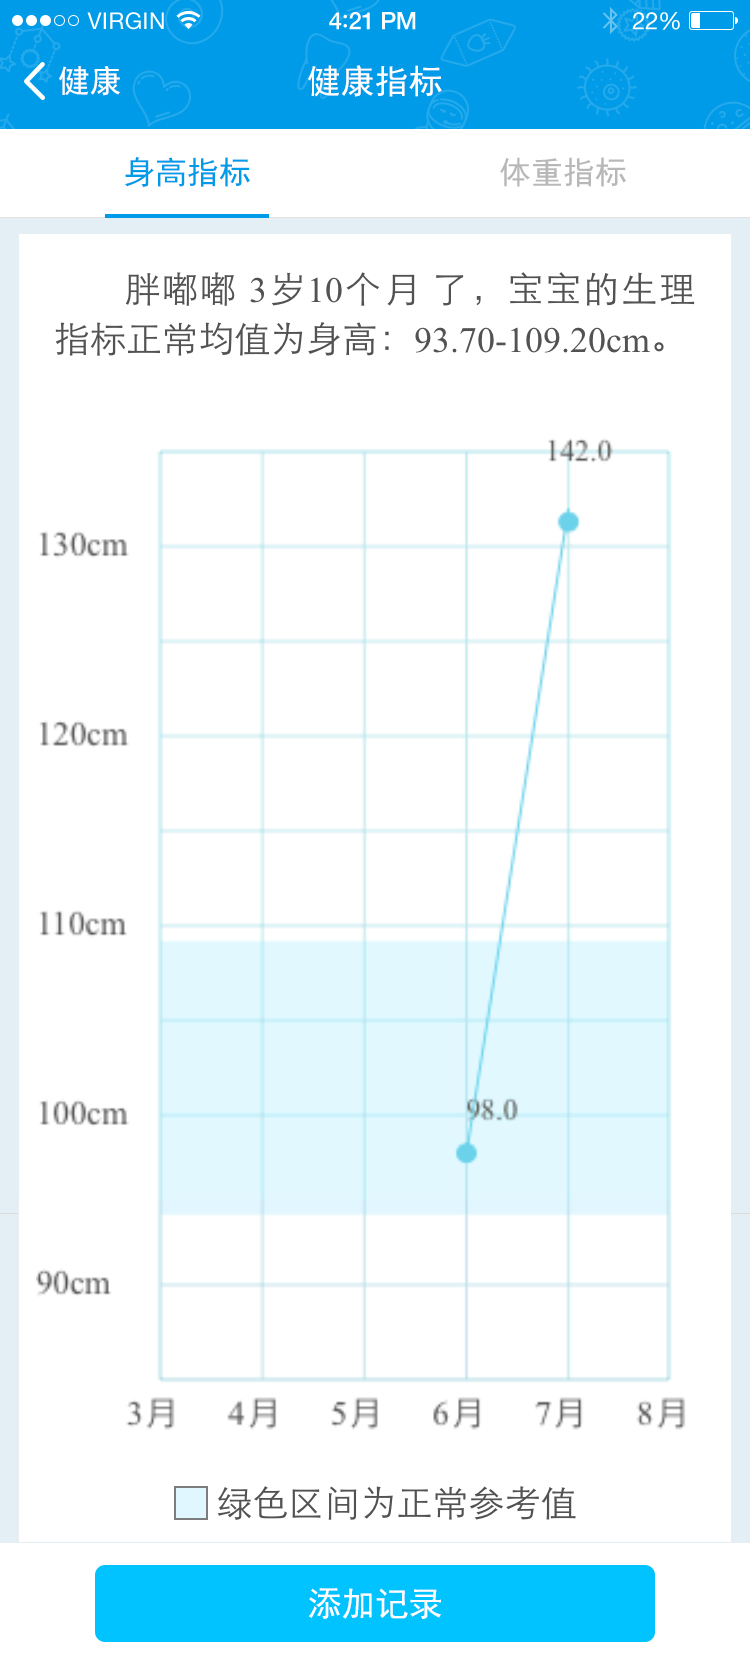 VIRGIN 4:21 PM 22%
健康 健康指标
身高指标 体重指标
胖嘟嘟 3岁10个月 了，宝宝的生理
指标正常均值为身高：93.70-109.20cm。
142.0
130cm
120cm
110cm
100cm
98.0
90cm
3月 4月 5月 6月 7月 8月
绿色区间为正常参考值
添加记录